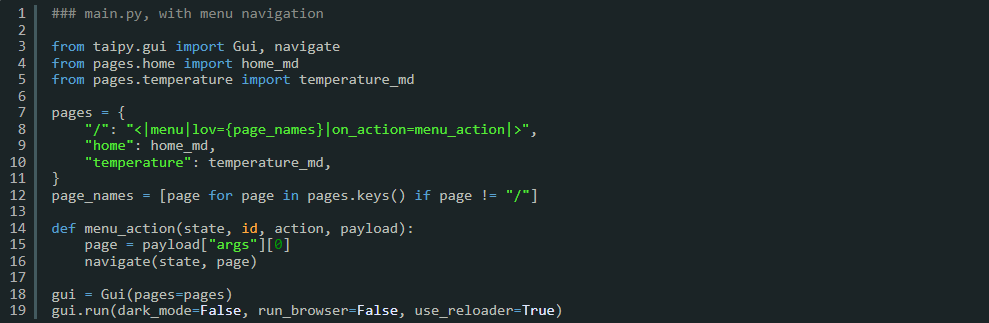 1 ### main.py, with menu navigation
2
3 from taipy.gui import Gui, navigate
4 from pages.home import home_md
5 from pages.temperature import temperature_md
6
7 pages = {
8     "/": "<|menu|lov={page_names}|on_action=menu_action|>",
9     "home": home_md,
10     "temperature": temperature_md,
11 }
12 page_names = [page for page in pages.keys() if page != "/"]
13
14 def menu_action(state, id, action, payload):
15     page = payload["args"][0]
16     navigate(state, page)
17
18 gui = Gui(pages=pages)
19 gui.run(dark_mode=False, run_browser=False, use_reloader=True)